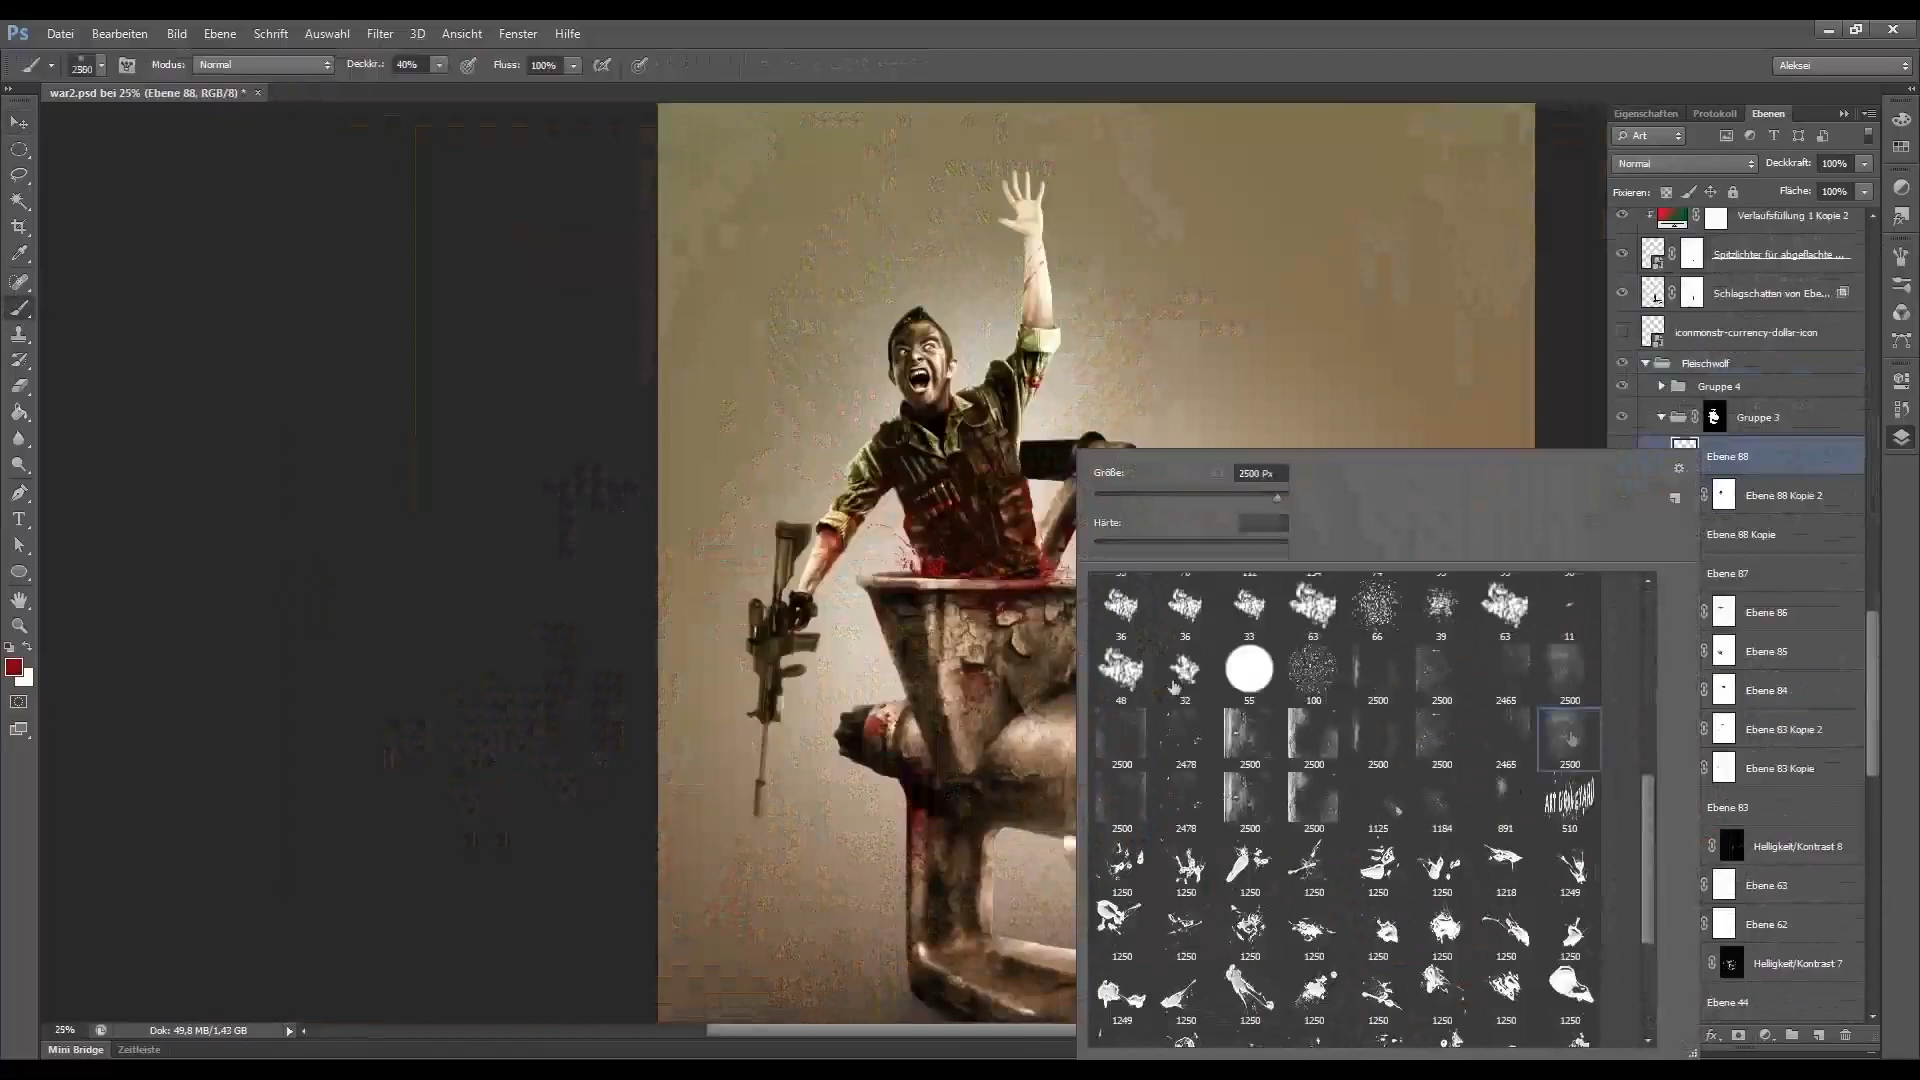 Ps Datei Bearbeiten Bild Ebene Schrift Auswahl Filter 3D Ansicht Fenster Hilfe
Modus: Normal Deckkr.: 40% Fluss: 100% Aleksei
war2.psd bei 25% (Ebene 88, RGB/8) * ×
Eigenschaften Protokoll Ebenen
Art
Normal Deckkraft: 100%
Fixieren: Fläche: 100%
Verlaufsfüllung 1 Kopie 2
Spitzlichter für abgeflachte ...
Schlagschatten von Ebe...
iconmonstr-currency-dollar-icon
Fleischwolf
Gruppe 4
Gruppe 3
Ebene 88
Ebene 88 Kopie 2
Ebene 88 Kopie
Ebene 87
Ebene 86
Ebene 85
Ebene 84
Ebene 83 Kopie 2
Ebene 83 Kopie
Ebene 83
Helligkeit/Kontrast 8
Ebene 63
Ebene 62
Helligkeit/Kontrast 7
Ebene 44
Größe: 2500 Px
Härte:
36 36 33 63 66 39 63 11
48 32 55 100 2500 2500 2465 2500
2500 2478 2500 2500 2500 2500 2465 2500
2500 2478 2500 2500 1125 1184 891 510
1250 1250 1250 1250 1250 1250 1218 1249
1250 1250 1250 1250 1250 1250 1250 1250
1249 1250 1250 1250 1250 1250 1250 1250
25% Dok: 49,8 MB/1,43 GB
Mini Bridge Zeitleiste